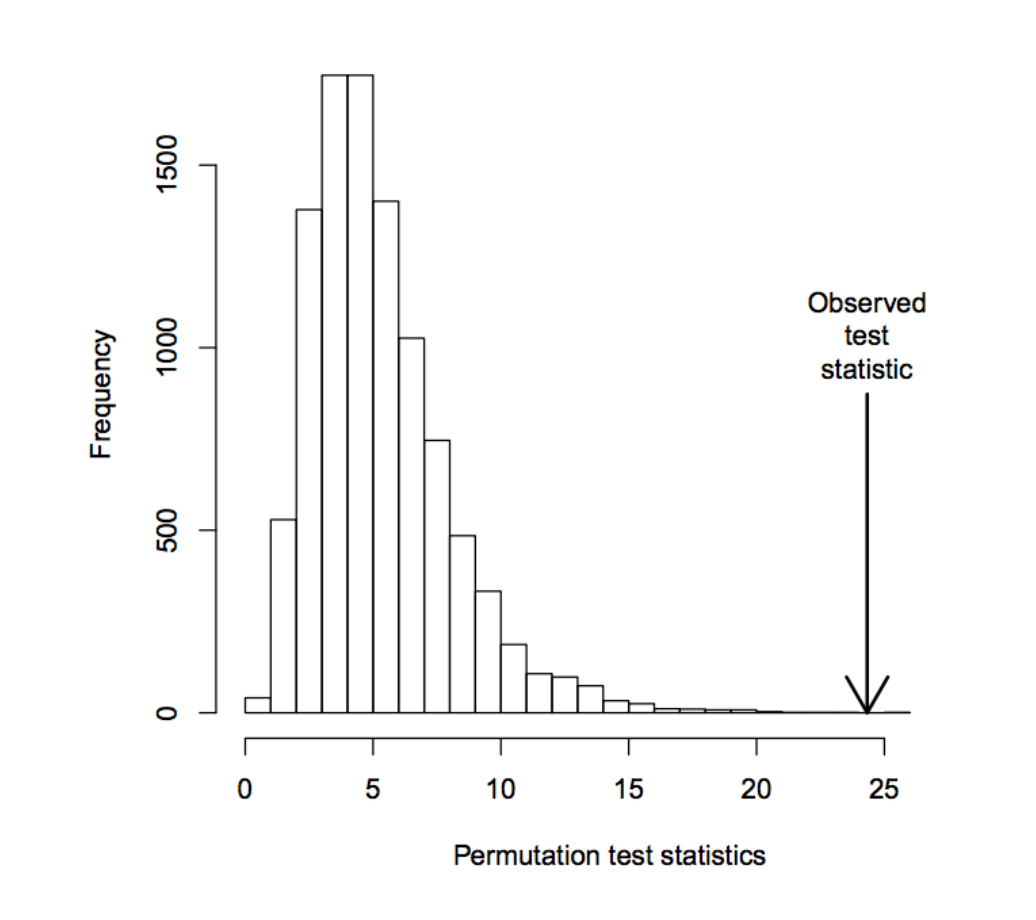 1500
1000
500
0
Frequency
Observed
test
statistic
0 5 10 15 20 25
Permutation test statistics